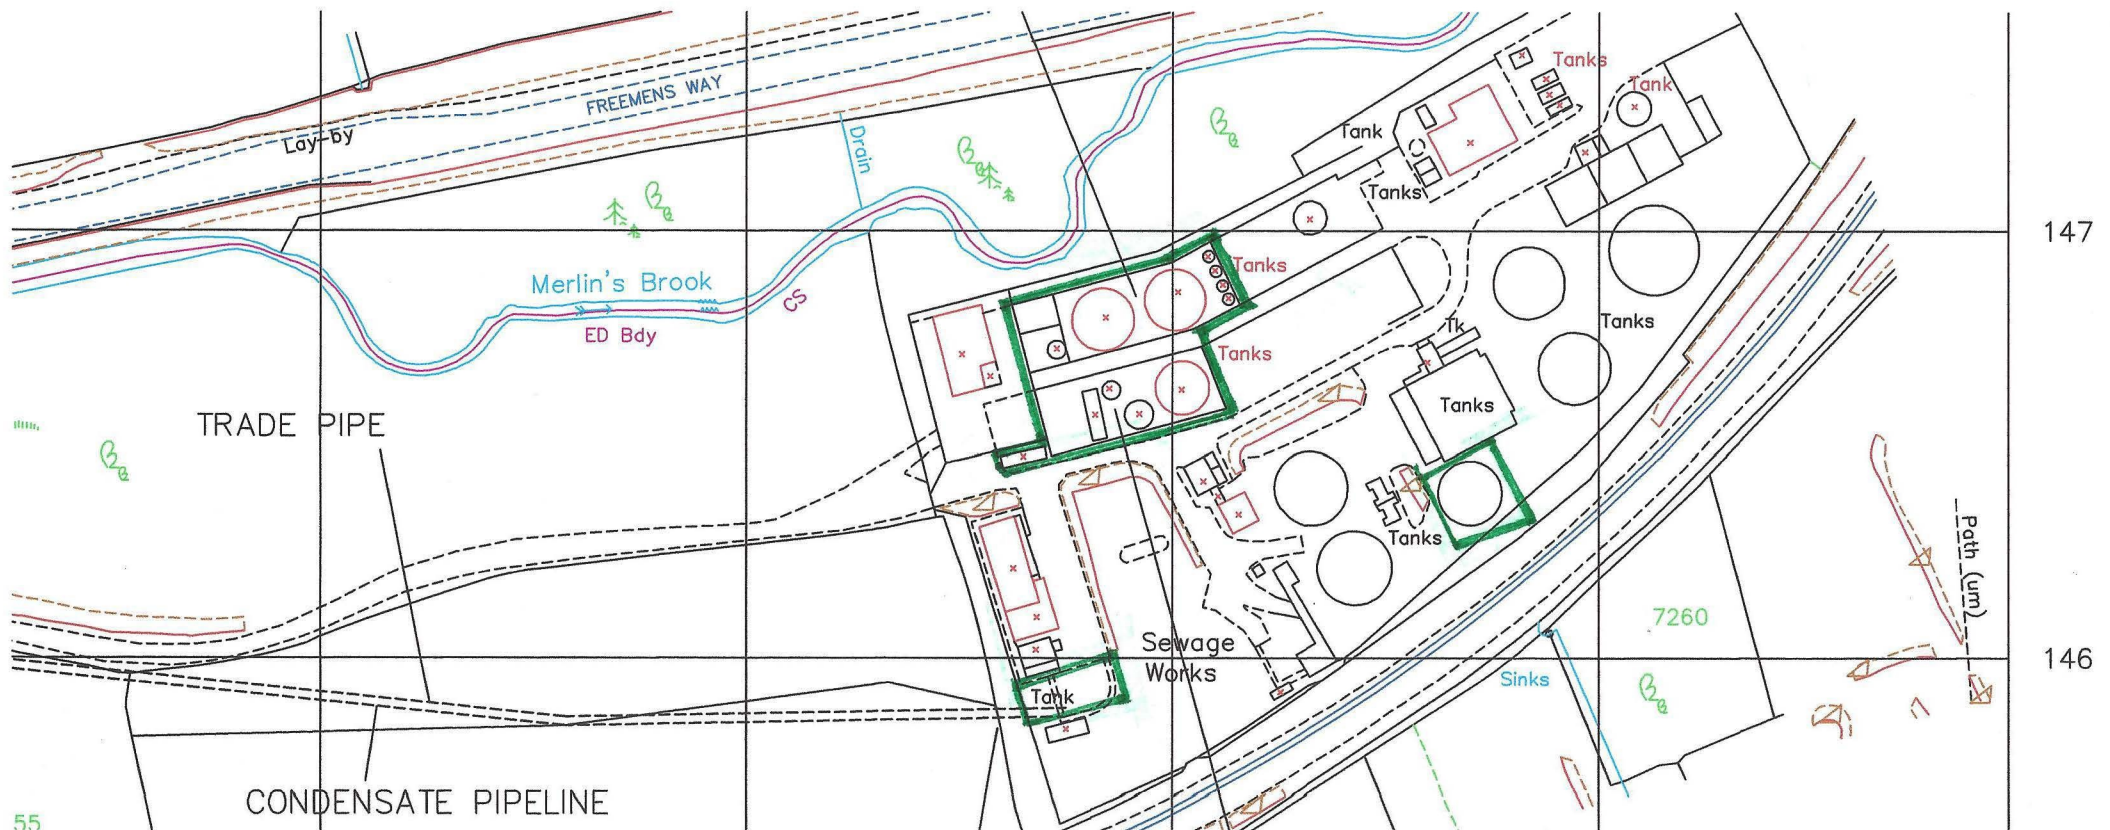 Tanks
Tank
FREEMENS WAY
Lay-by
Drain
Tank
Tanks
147
Tanks
Merlin's Brook
CS
ED Bdy
Tanks
Tk
Tanks
TRADE PIPE
Tanks
Tanks
Path (um)
7260
Sewage
Works
146
Sinks
Tank
CONDENSATE PIPELINE
55